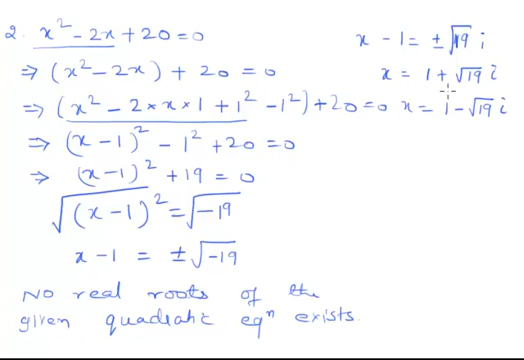 2. x² - 2x + 20 = 0
⇒ (x² - 2x) + 20 = 0
⇒ (x² - 2 × x × 1 + 1² - 1²) + 20 = 0
⇒ (x - 1)² - 1² + 20 = 0
⇒ (x - 1)² + 19 = 0
√(x - 1)² = √-19
x - 1 = ±√-19
No real roots of the
given quadratic eqⁿ exists.
x - 1 = ±√19 i
x = 1 + √19 i
x = 1 - √19 i